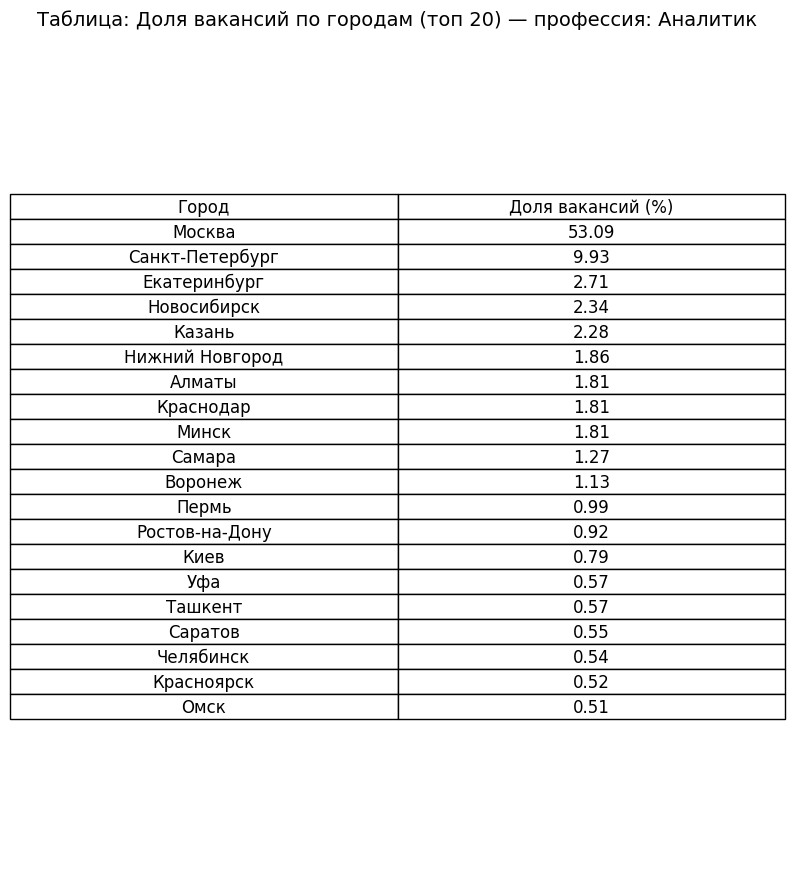 Таблица: Доля вакансий по городам (топ 20) — профессия: Аналитик
Город Доля вакансий (%)
Москва 53.09
Санкт-Петербург 9.93
Екатеринбург 2.71
Новосибирск 2.34
Казань 2.28
Нижний Новгород 1.86
Алматы 1.81
Краснодар 1.81
Минск 1.81
Самара 1.27
Воронеж 1.13
Пермь 0.99
Ростов-на-Дону 0.92
Киев 0.79
Уфа 0.57
Ташкент 0.57
Саратов 0.55
Челябинск 0.54
Красноярск 0.52
Омск 0.51